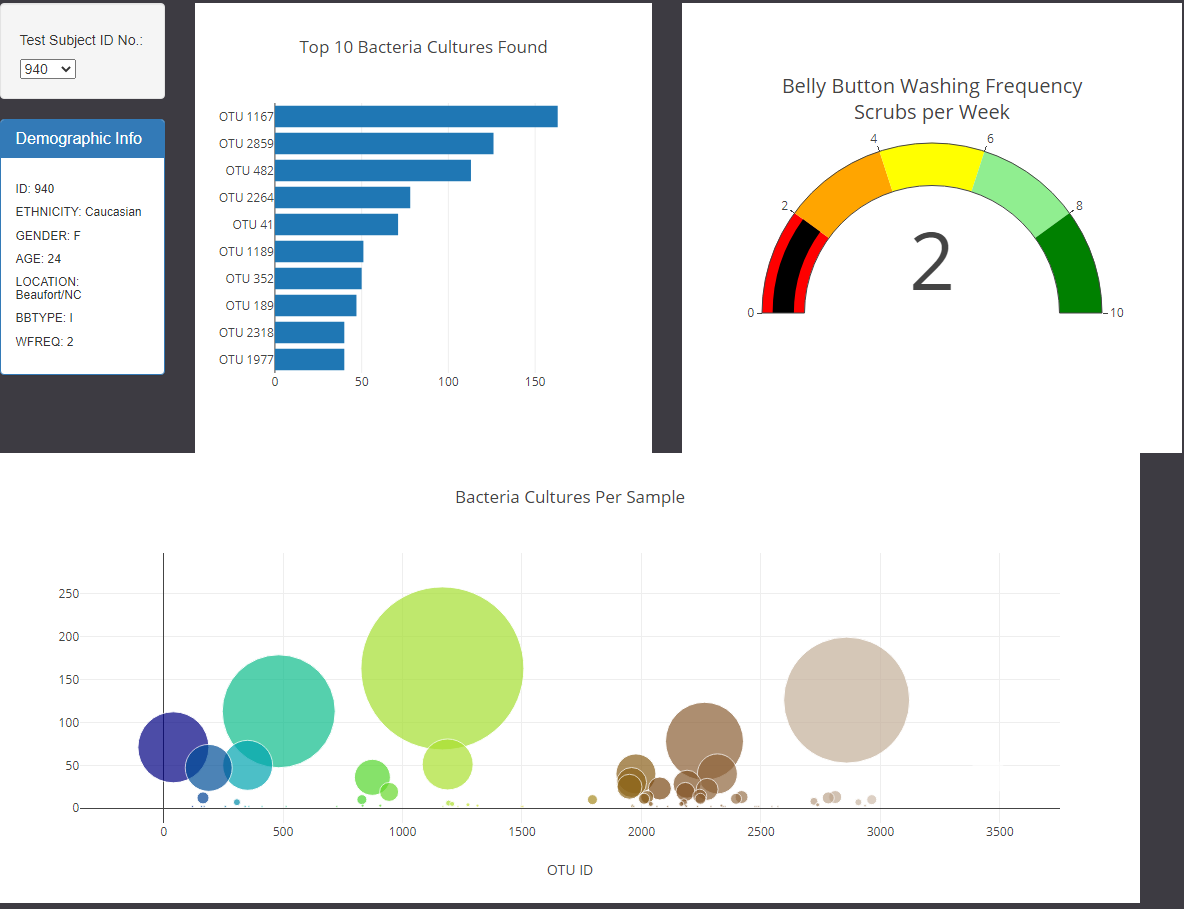 Test Subject ID No.:
940
Demographic Info
ID: 940
ETHNICITY: Caucasian
GENDER: F
AGE: 24
LOCATION:
Beaufort/NC
BBTYPE: I
WFREQ: 2
Top 10 Bacteria Cultures Found
OTU 1167
OTU 2859
OTU 482
OTU 2264
OTU 41
OTU 1189
OTU 352
OTU 189
OTU 2318
OTU 1977
0 50 100 150
Belly Button Washing Frequency
Scrubs per Week
0
2
4
6
8
10
2
Bacteria Cultures Per Sample
250
200
150
100
50
0
0 500 1000 1500 2000 2500 3000 3500
OTU ID